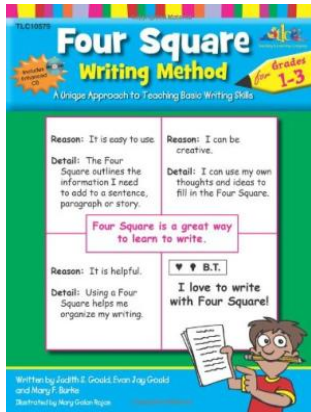 TLC10575
Four Square
Writing Method
Includes
Enhanced
CD
for Grades
1-3
A Unique Approach to Teaching Basic Writing Skills
Reason: It is easy to use
Detail: The Four
Square outlines the
information I need
to add to a sentence,
paragraph or story.
Reason: I can be
creative.
Detail: I can use my own
thoughts and ideas to
fill in the Four Square.
Four Square is a great way
to learn to write.
Reason: It is helpful.
Detail: Using a Four
Square helps me
organize my writing.
B.T.
I love to write
with Four Square!
Written by Judith S. Gould, Evan Jay Gould
and Mary F. Burke
Illustrated by Mary Galan Rojas